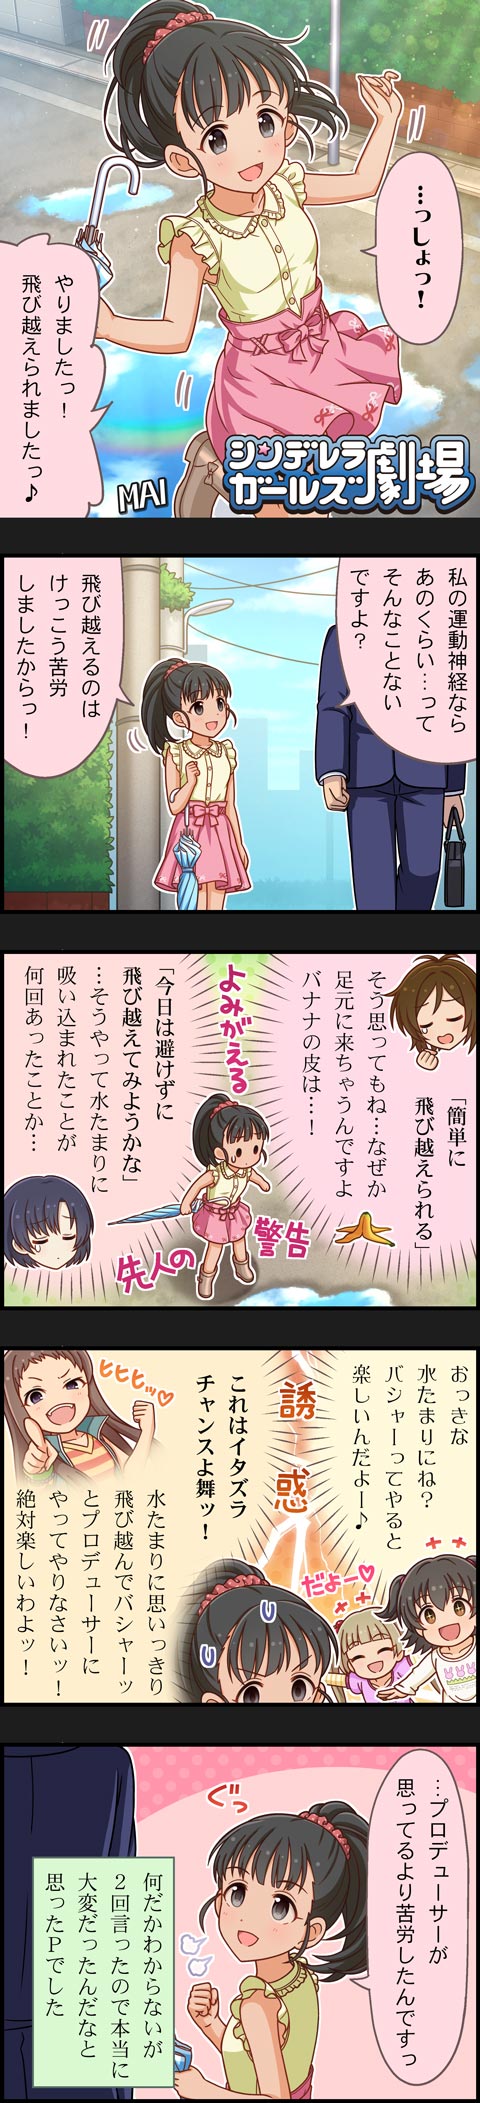 …っしょっ！
やりましたっ！
飛び越えられましたっ♪
MAI
シンデレラ
ガールズ劇場
私の運動神経なら
あのくらい…って
そんなことない
ですよ？
飛び越えるのは
けっこう苦労
しましたからっ！
「簡単に
飛び越えられる」
そう思ってもね…なぜか
足元に来ちゃうんですよ
バナナの皮は…！
よみがえる
先人の
警告
「今日は避けずに
飛び越えてみようかな」
…そうやって水たまりに
吸い込まれたことが
何回あったことか…
おっきな
水たまりにね？
バシャーってやると
楽しいんだよー♪
だよー♡
誘惑
これはイタズラ
チャンスよ舞ッ！
ヒヒヒッ♡
水たまりに思いっきり
飛び越んでバシャーッ
とプロデューサーに
やってやりなさいッ！
絶対楽しいわよッ！
…プロデューサーが
思ってるより苦労したんですっ
ぐっ
何だかわからないが
２回言ったので本当に
大変だったんだなと
思ったＰでした